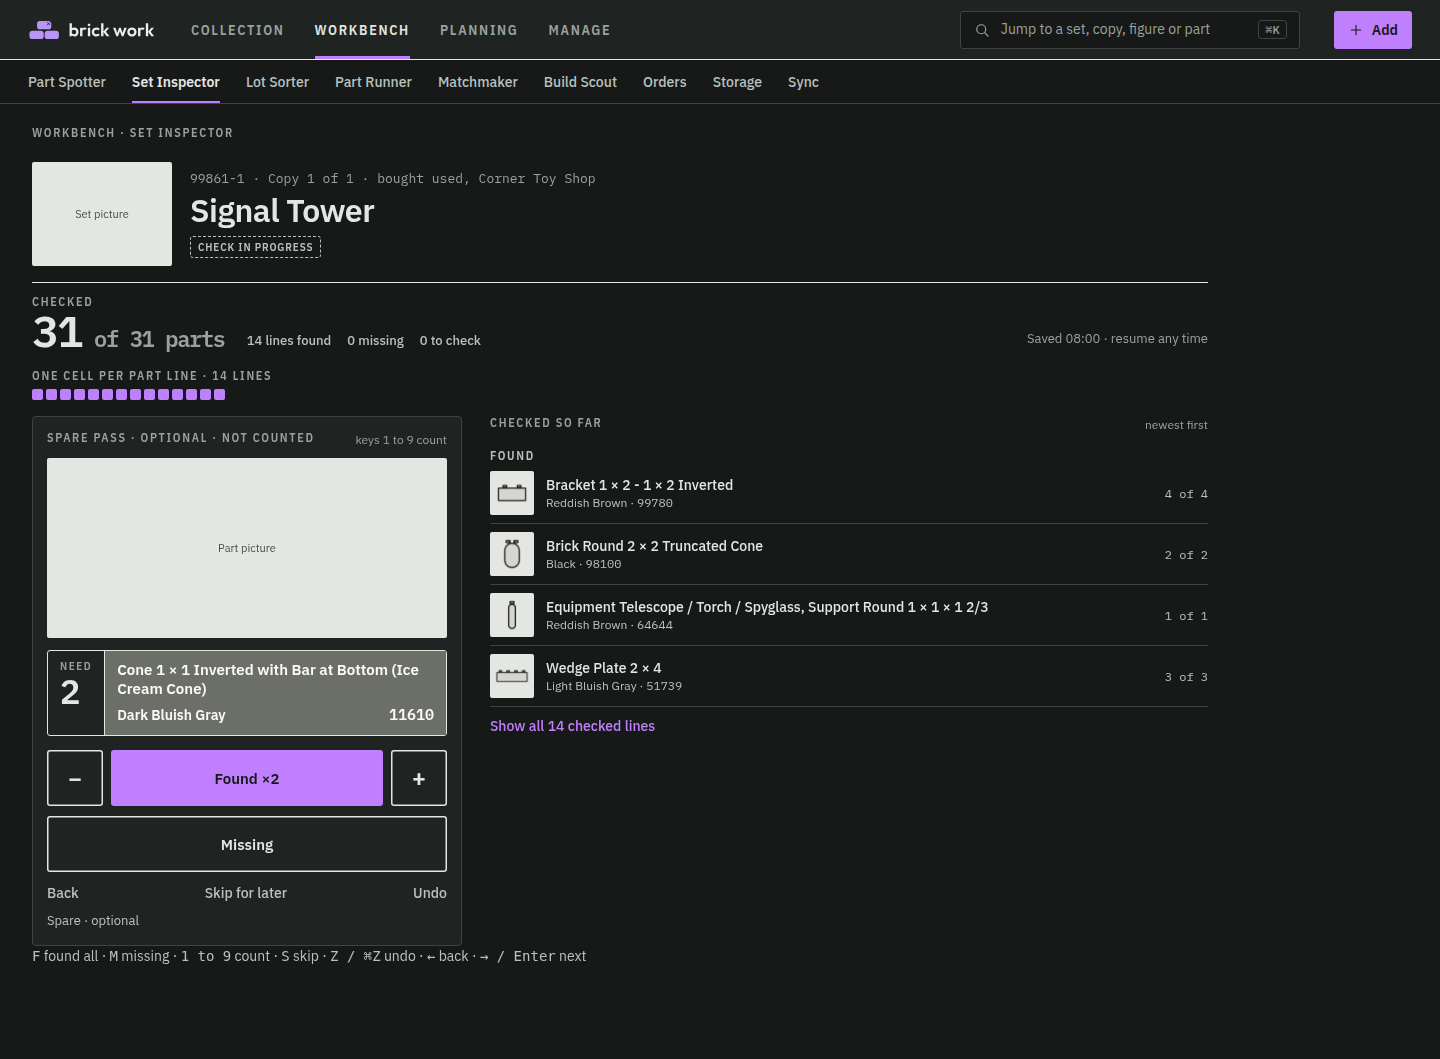 brick work
COLLECTION
WORKBENCH
PLANNING
MANAGE
Jump to a set, copy, figure or part
⌘K
+ Add
Part Spotter
Set Inspector
Lot Sorter
Part Runner
Matchmaker
Build Scout
Orders
Storage
Sync
WORKBENCH · SET INSPECTOR
Set picture
99861-1 · Copy 1 of 1 · bought used, Corner Toy Shop
Signal Tower
CHECK IN PROGRESS
CHECKED
31 of 31 parts
14 lines found
0 missing
0 to check
Saved 08:00 · resume any time
ONE CELL PER PART LINE · 14 LINES
SPARE PASS · OPTIONAL · NOT COUNTED
keys 1 to 9 count
Part picture
NEED
2
Cone 1 × 1 Inverted with Bar at Bottom (Ice
Cream Cone)
Dark Bluish Gray
11610
−
Found ×2
+
Missing
Back
Skip for later
Undo
Spare · optional
CHECKED SO FAR
newest first
FOUND
Bracket 1 × 2 - 1 × 2 Inverted
Reddish Brown · 99780
4 of 4
Brick Round 2 × 2 Truncated Cone
Black · 98100
2 of 2
Equipment Telescope / Torch / Spyglass, Support Round 1 × 1 × 1 2/3
Reddish Brown · 64644
1 of 1
Wedge Plate 2 × 4
Light Bluish Gray · 51739
3 of 3
Show all 14 checked lines
F found all · M missing · 1 to 9 count · S skip · Z / ⌘Z undo · ← back · → / Enter next